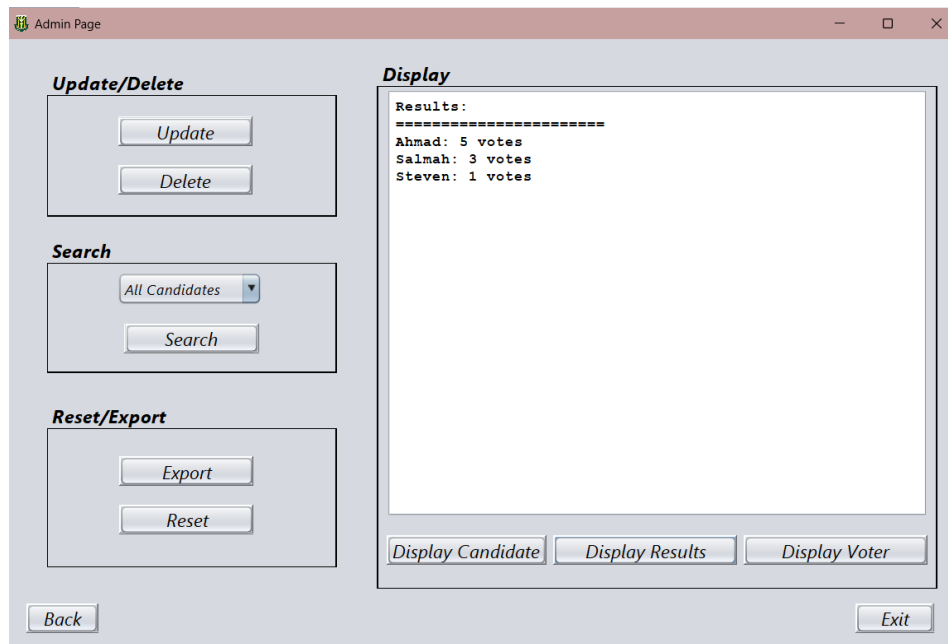 Admin Page
Update/Delete
Update
Delete
Search
All Candidates
Search
Reset/Export
Export
Reset
Display
Results:
=======================
Ahmad: 5 votes
Salmah: 3 votes
Steven: 1 votes
Display Candidate
Display Results
Display Voter
Back
Exit